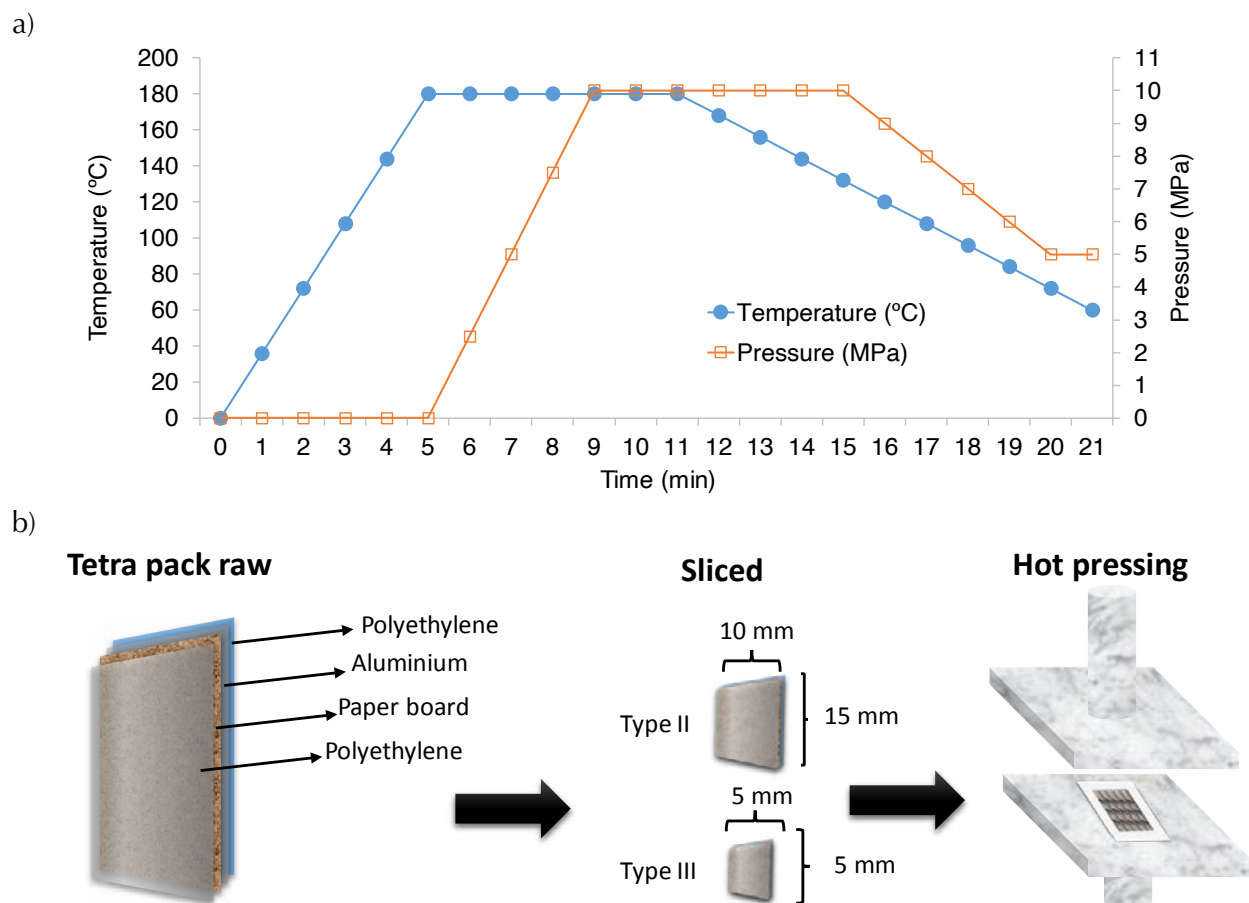 a)
200
180
160
140
120
100
80
60
40
20
0
Temperature (ºC)
11
10
9
8
7
6
5
4
3
2
1
0
Pressure (MPa)
Temperature (ºC)
Pressure (MPa)
0 1 2 3 4 5 6 7 8 9 10 11 12 13 14 15 16 17 18 19 20 21
Time (min)
b)
Tetra pack raw
Polyethylene
Aluminium
Paper board
Polyethylene
Sliced
10 mm
Type II
15 mm
5 mm
Type III
5 mm
Hot pressing